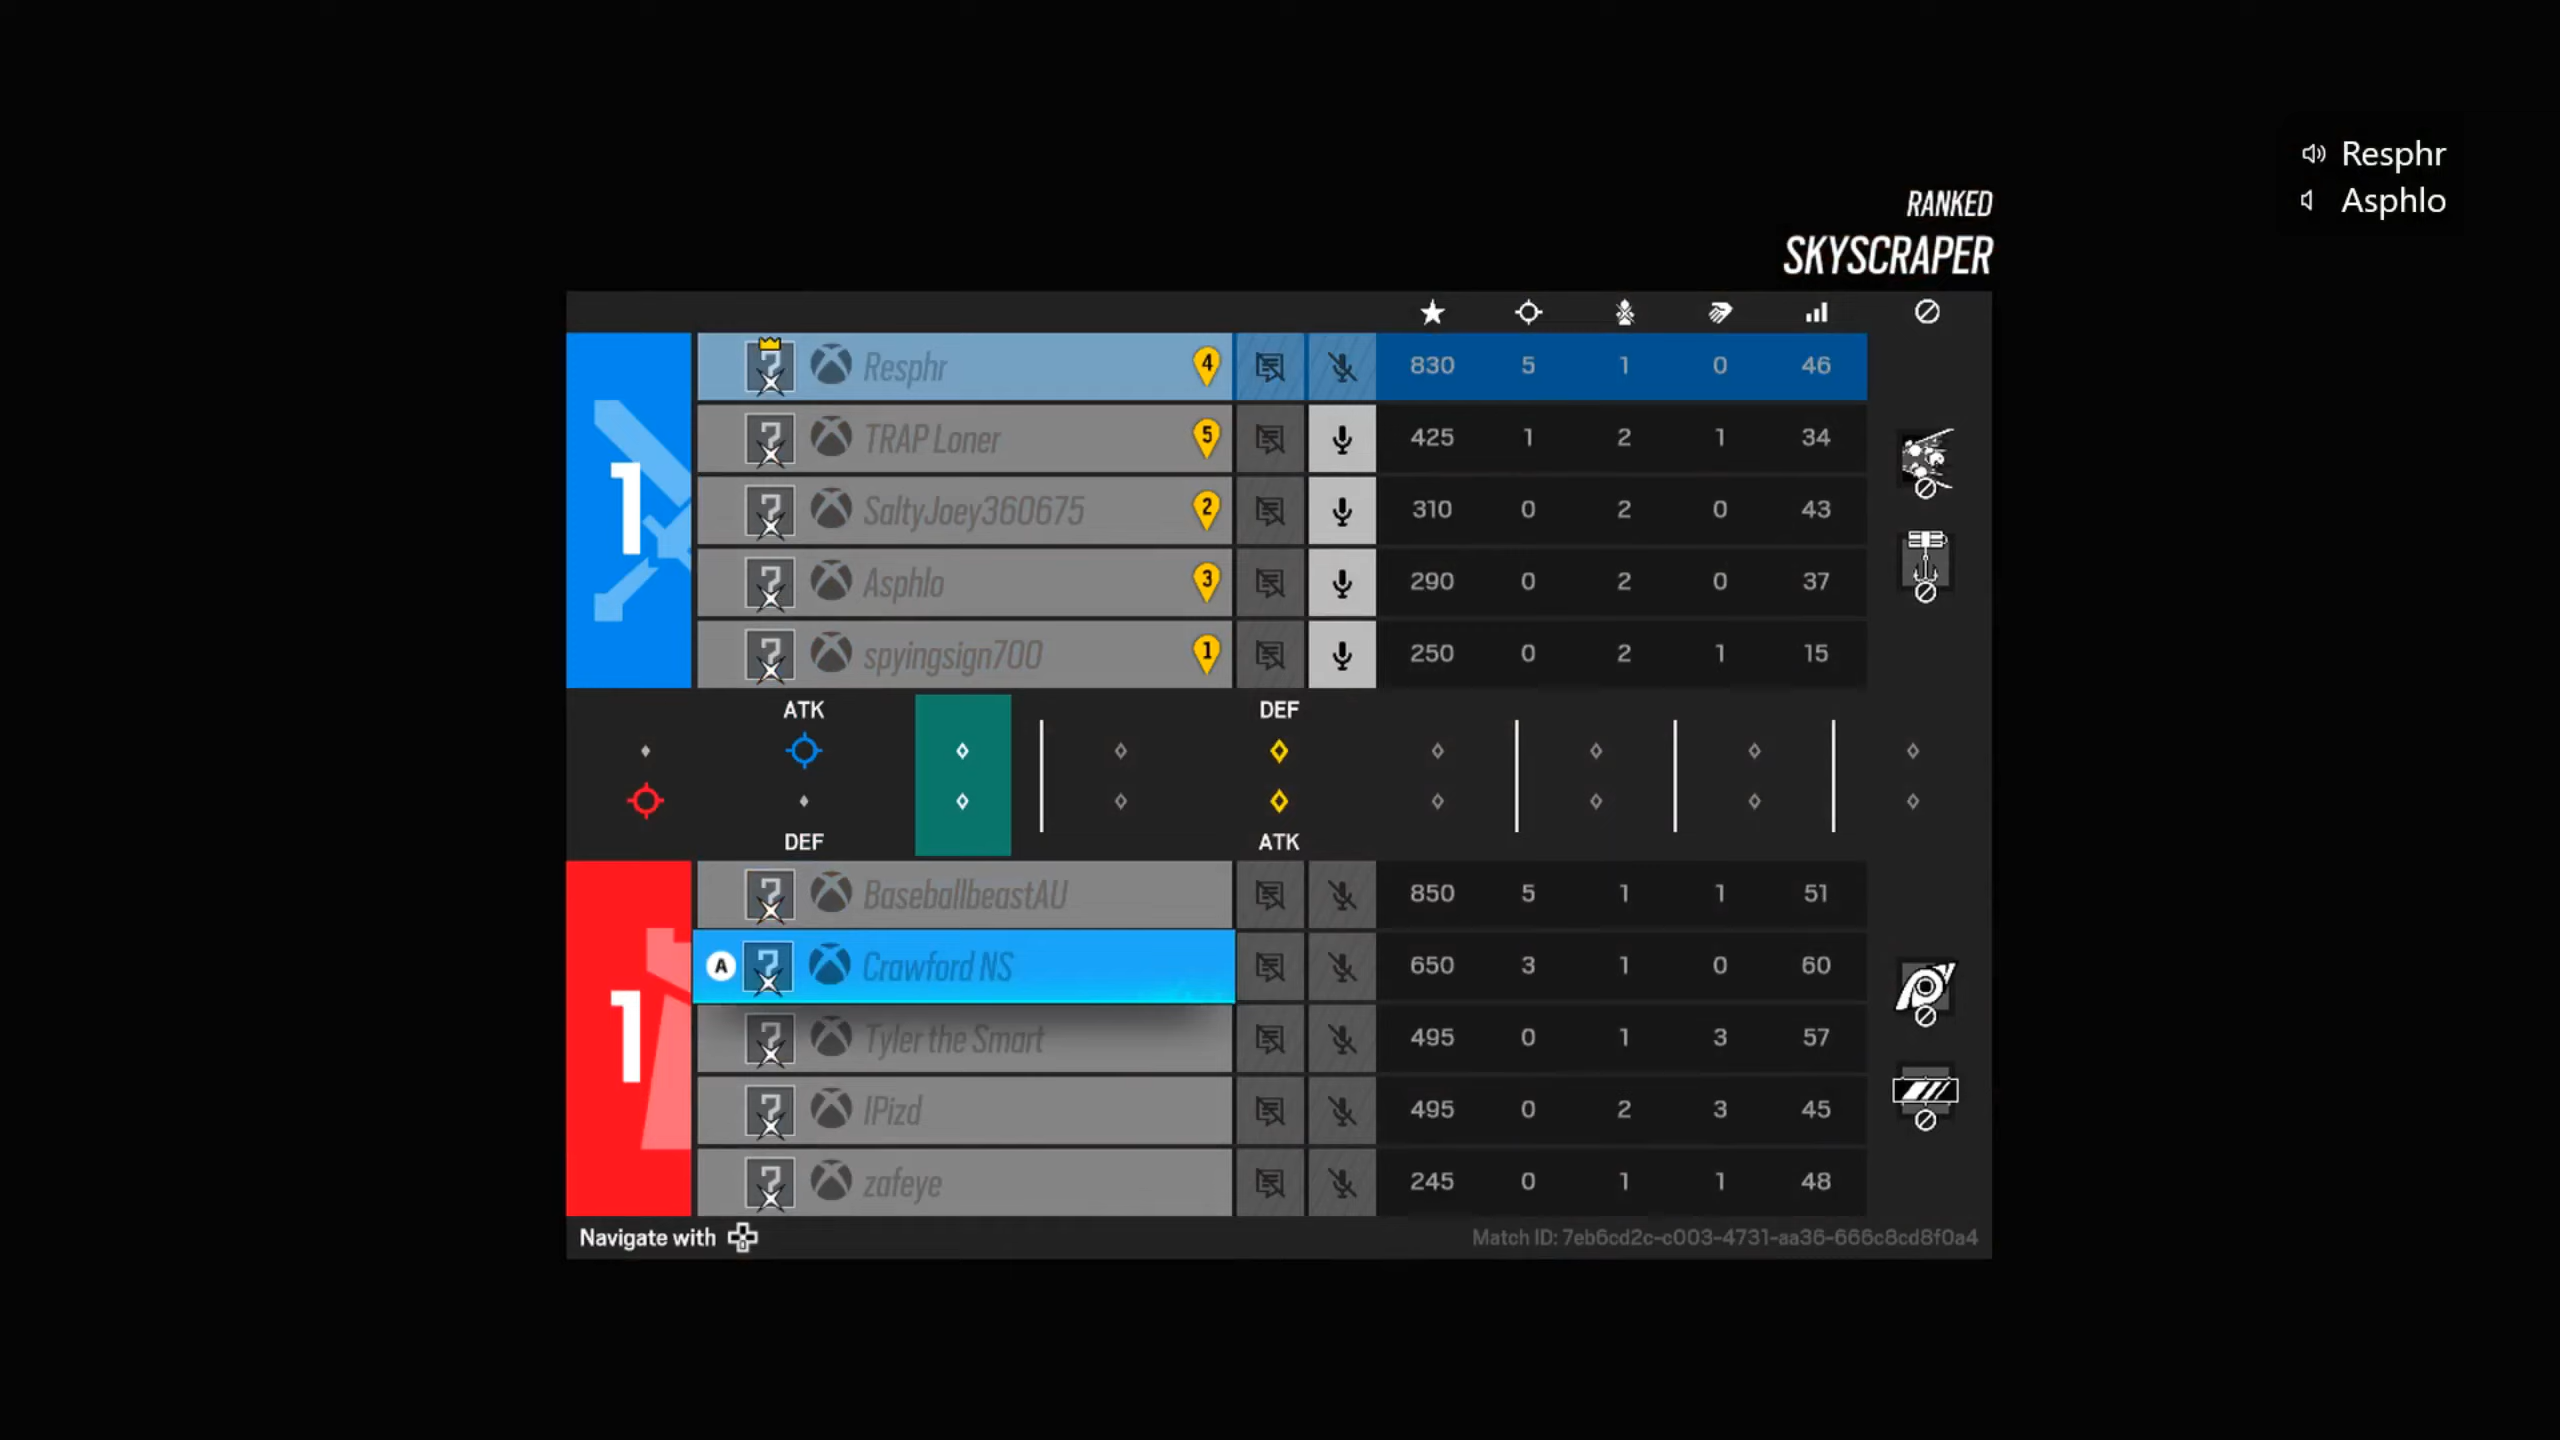 Resphr
Asphlo
RANKED
SKYSCRAPER
1
Resphr 4 830 5 1 0 46
TRAP Loner 5 425 1 2 1 34
SaltyJoey360675 2 310 0 2 0 43
Asphlo 3 290 0 2 0 37
spyingsign700 1 250 0 2 1 15
ATK DEF
DEF ATK
1
BaseballbeastAU 850 5 1 1 51
A Crawford NS 650 3 1 0 60
Tyler the Smart 495 0 1 3 57
IPizd 495 0 2 3 45
zafeye 245 0 1 1 48
Navigate with
Match ID: 7eb6cd2c-c003-4731-aa36-666c8cd8f0a4